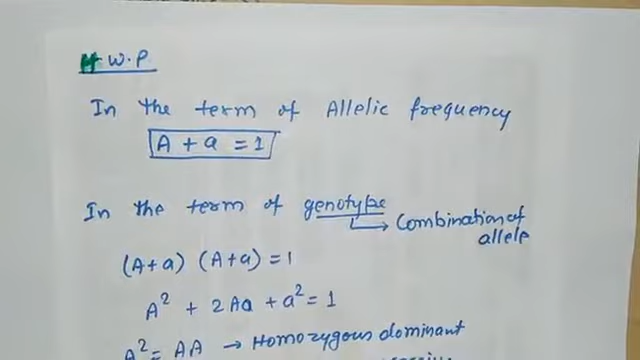 H.W.P
In the term of Allelic frequency
A + a = 1
In the term of genotype
Combination of
allele
(A+a) (A+a) = 1
A² + 2Aa + a² = 1
A² = AA → Homozygous dominant